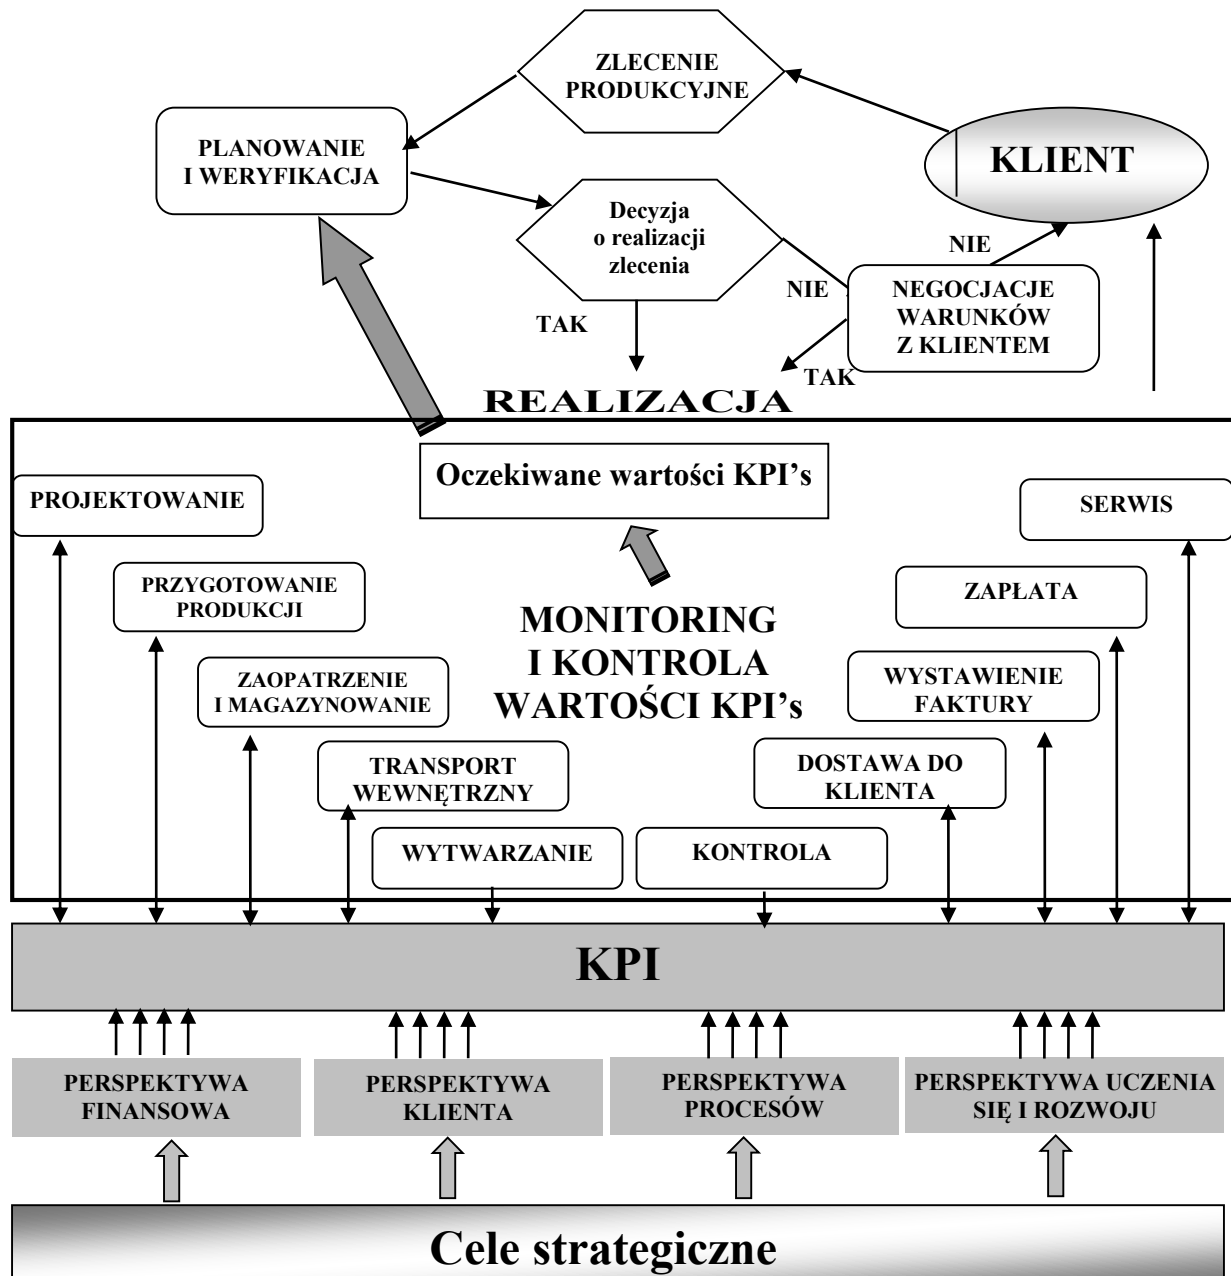 ZLECENIE
PRODUKCYJNE
PLANOWANIE
I WERYFIKACJA
KLIENT
Decyzja
o realizacji
zlecenia
NIE
NIE
NEGOCJACJE
WARUNKÓW
Z KLIENTEM
TAK
TAK
REALIZACJA
Oczekiwane wartości KPI's
PROJEKTOWANIE
SERWIS
PRZYGOTOWANIE
PRODUKCJI
ZAPŁATA
MONITORING
I KONTROLA
WARTOŚCI KPI's
ZAOPATRZENIE
I MAGAZYNOWANIE
WYSTAWIENIE
FAKTURY
TRANSPORT
WEWNĘTRZNY
DOSTAWA DO
KLIENTA
WYTWARZANIE
KONTROLA
KPI
PERSPEKTYWA
FINANSOWA
PERSPEKTYWA
KLIENTA
PERSPEKTYWA
PROCESÓW
PERSPEKTYWA UCZENIA
SIĘ I ROZWOJU
Cele strategiczne